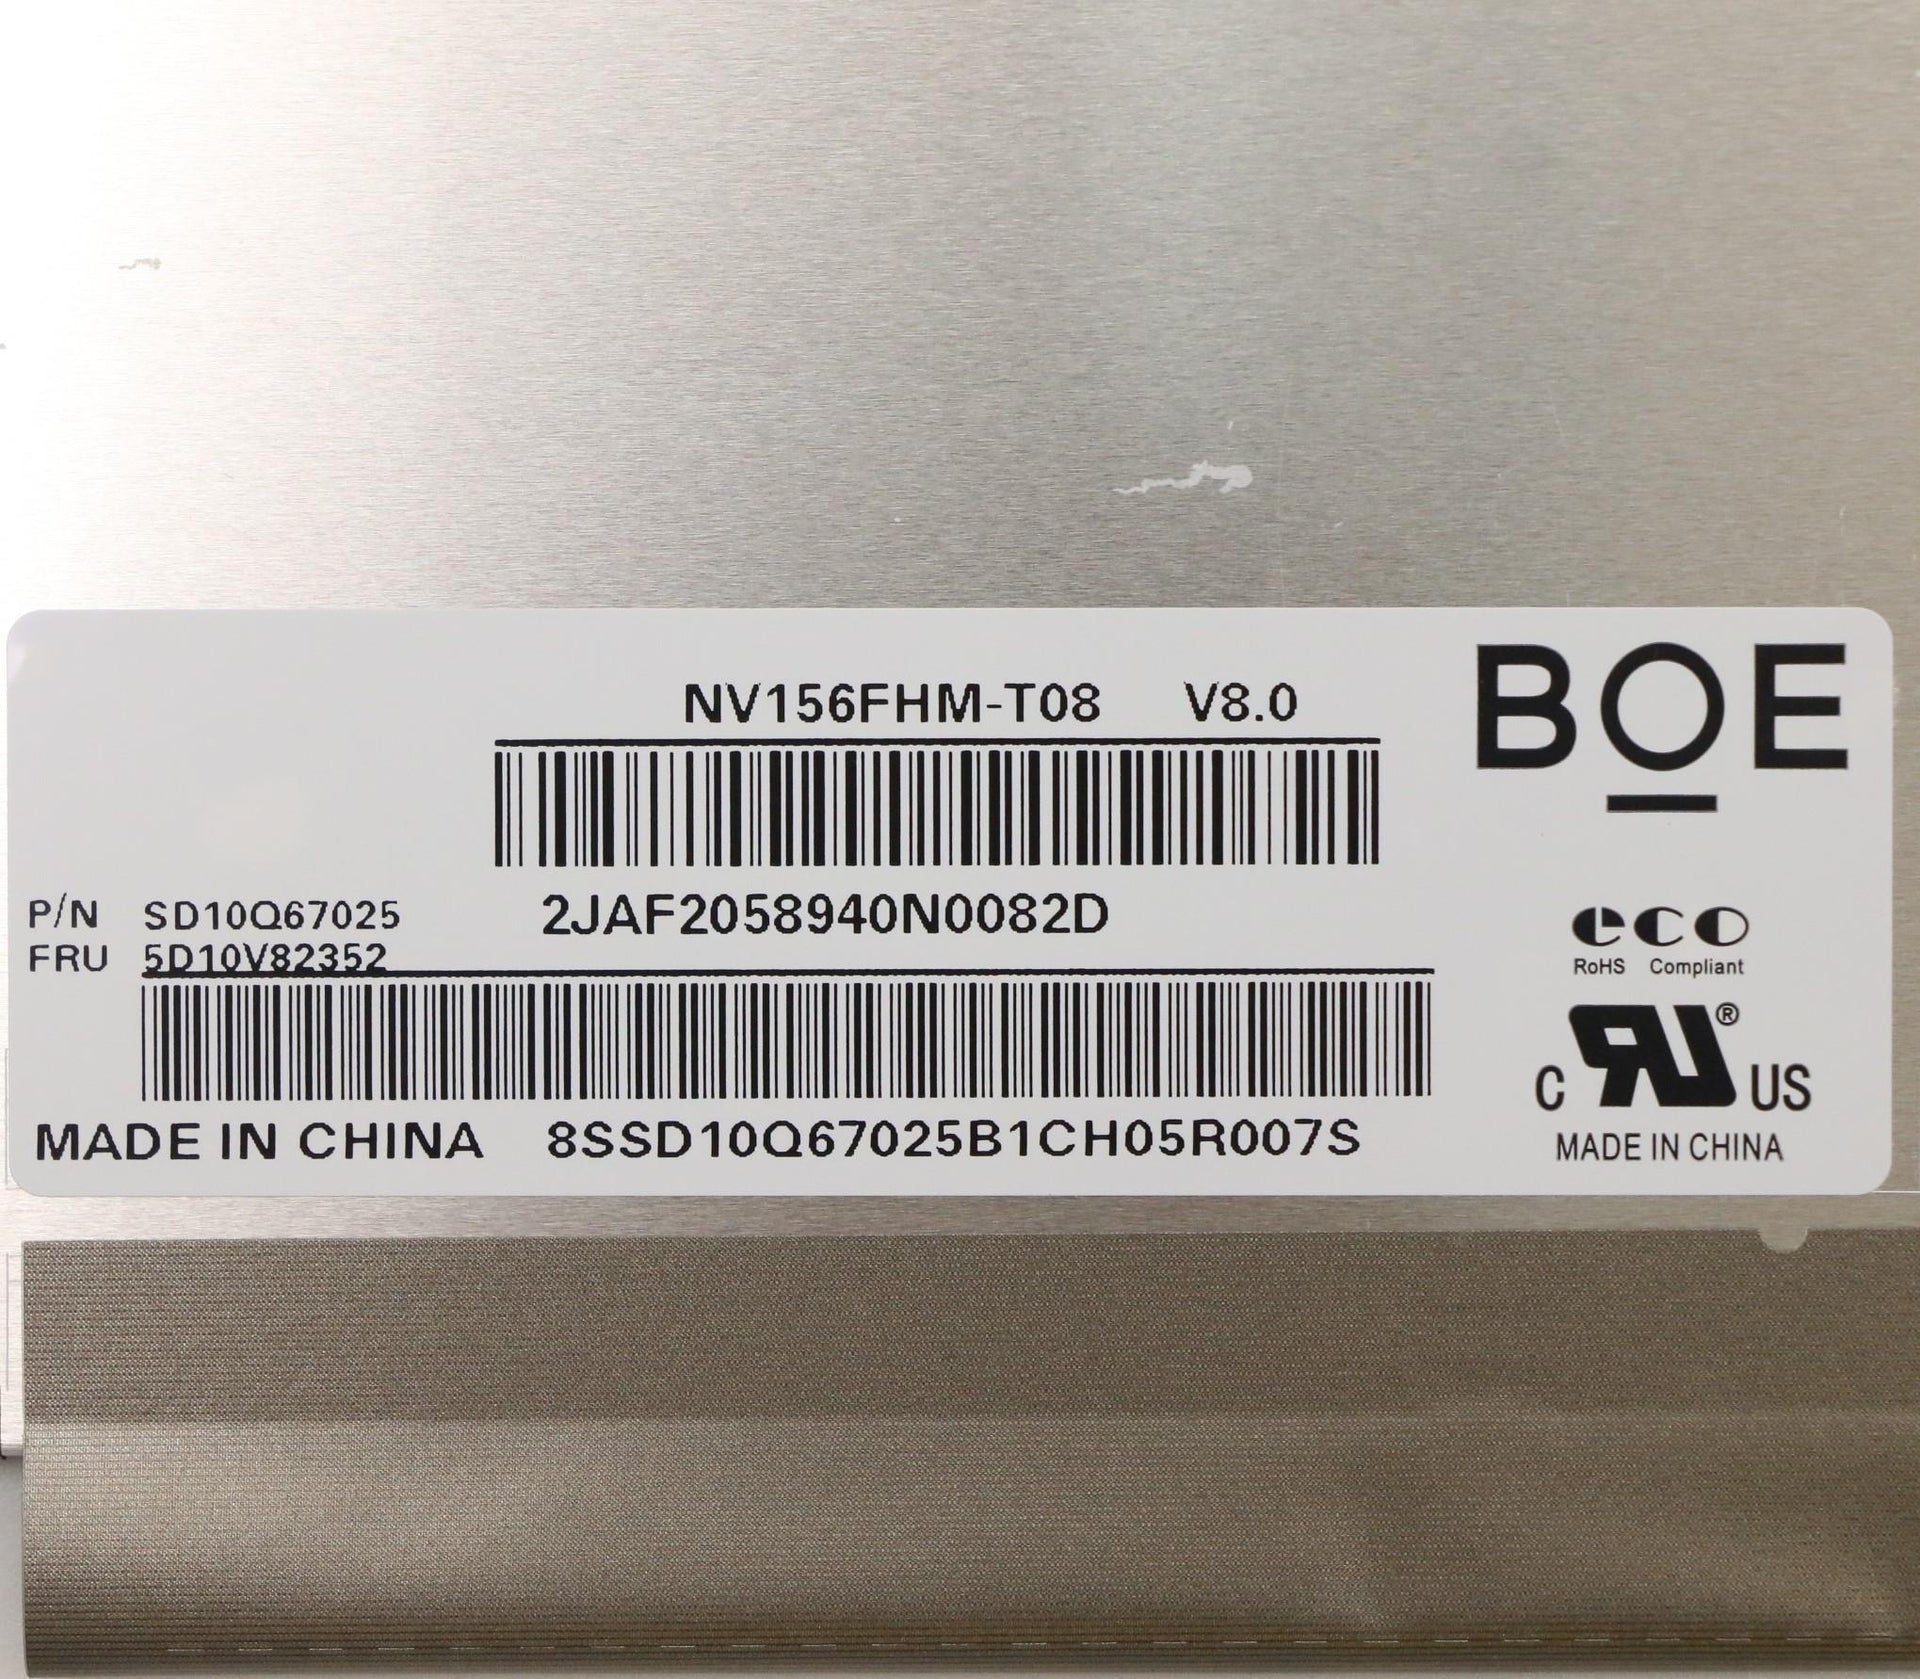 NV156FHM-T08 V8.0
BOE
P/N SD10Q67025
2JAF2058940N0082D
FRU 5D10V82352
eco
RoHS Compliant
C RU® US
MADE IN CHINA 8SSD10Q67025B1CH05R007S
MADE IN CHINA